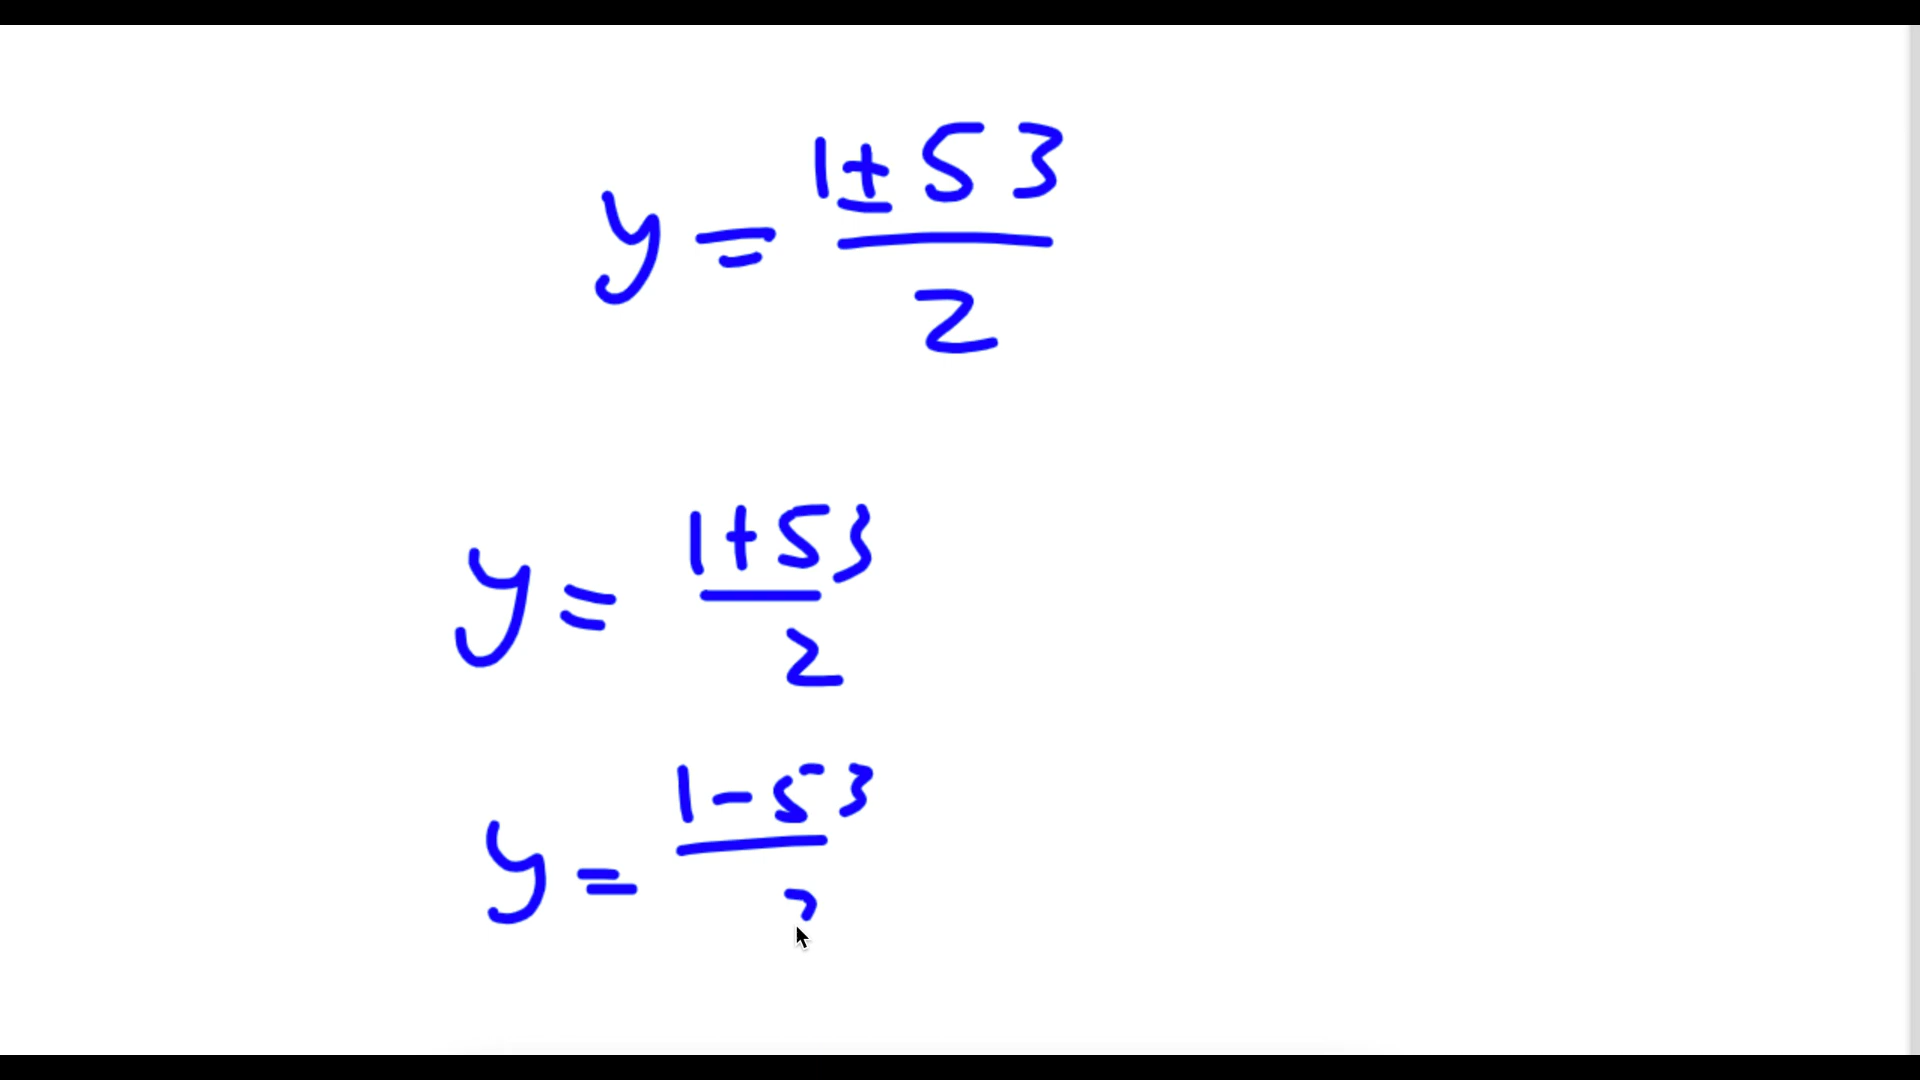 y = (1 ± 53) / 2
y = (1 + 53) / 2
y = (1 - 53) /